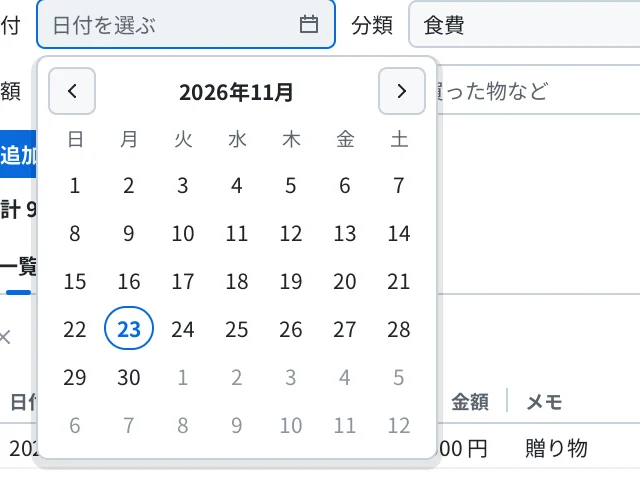 付 日付を選ぶ 分類 食費
額 買った物など
2026年11月
日 月 火 水 木 金 土
1 2 3 4 5 6 7
追加
計 9
8 9 10 11 12 13 14
一覧
15 16 17 18 19 20 21
22 23 24 25 26 27 28
29 30 1 2 3 4 5
日付 金額 メモ
6 7 8 9 10 11 12
202 00 円 贈り物